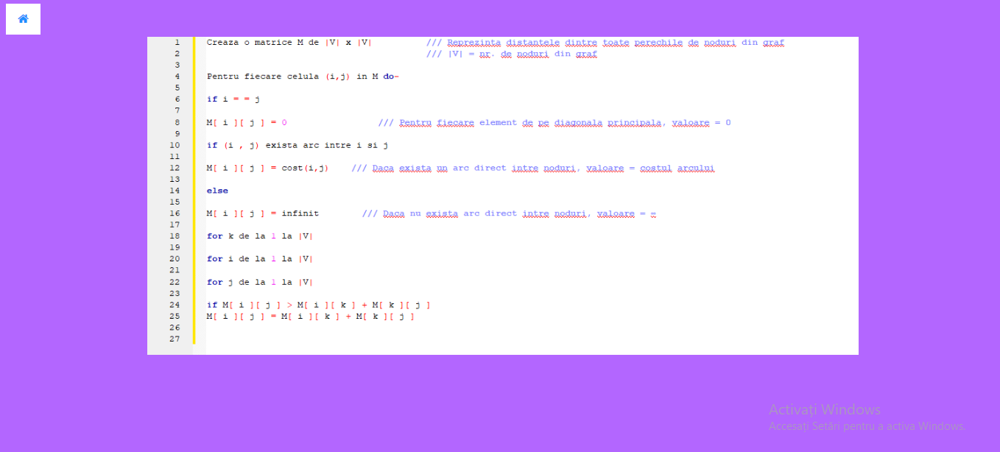 1 Creaza o matrice M de |V| x |V| /// Reprezinta distantele dintre toate perechile de noduri din graf
2 /// |V| = nr. de noduri din graf
3
4 Pentru fiecare celula (i,j) in M do-
5
6 if i = = j
7
8 M[ i ][ j ] = 0 /// Pentru fiecare element de pe diagonala principala, valoare = 0
9
10 if (i , j) exista arc intre i si j
11
12 M[ i ][ j ] = cost(i,j) /// Daca exista un arc direct intre noduri, valoare = costul arcului
13
14 else
15
16 M[ i ][ j ] = infinit /// Daca nu exista arc direct intre noduri, valoare = ∞
17
18 for k de la 1 la |V|
19
20 for i de la 1 la |V|
21
22 for j de la 1 la |V|
23
24 if M[ i ][ j ] > M[ i ][ k ] + M[ k ][ j ]
25 M[ i ][ j ] = M[ i ][ k ] + M[ k ][ j ]
26
27
Activați Windows
Accesați Setări pentru a activa Windows.